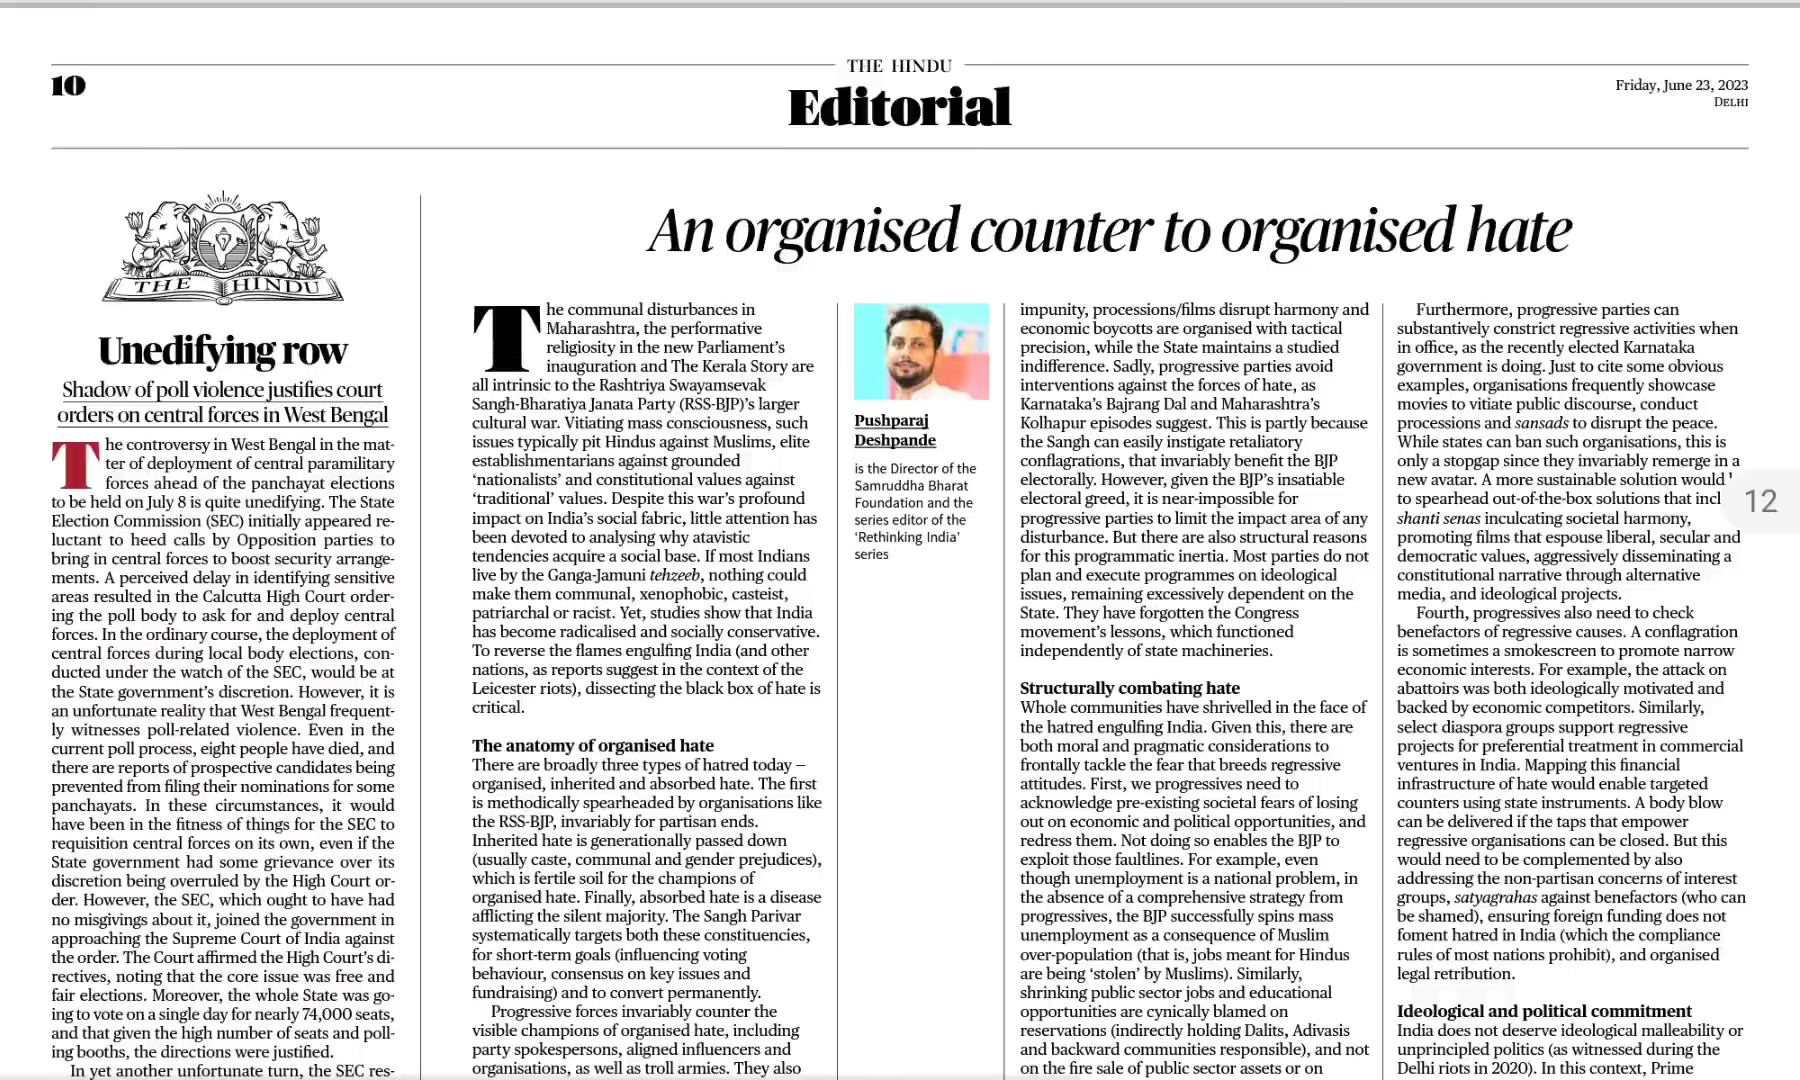 THE HINDU
10
Editorial
Friday, June 23, 2023
DELHI
THE HINDU
Unedifying row
Shadow of poll violence justifies court
orders on central forces in West Bengal
The controversy in West Bengal in the mat-
ter of deployment of central paramilitary
forces ahead of the panchayat elections
to be held on July 8 is quite unedifying. The State
Election Commission (SEC) initially appeared re-
luctant to heed calls by Opposition parties to
bring in central forces to boost security arrange-
ments. A perceived delay in identifying sensitive
areas resulted in the Calcutta High Court order-
ing the poll body to ask for and deploy central
forces. In the ordinary course, the deployment of
central forces during local body elections, con-
ducted under the watch of the SEC, would be at
the State government's discretion. However, it is
an unfortunate reality that West Bengal frequent-
ly witnesses poll-related violence. Even in the
current poll process, eight people have died, and
there are reports of prospective candidates being
prevented from filing their nominations for some
panchayats. In these circumstances, it would
have been in the fitness of things for the SEC to
requisition central forces on its own, even if the
State government had some grievance over its
discretion being overruled by the High Court or-
der. However, the SEC, which ought to have had
no misgivings about it, joined the government in
approaching the Supreme Court of India against
the order. The Court affirmed the High Court's di-
rectives, noting that the core issue was free and
fair elections. Moreover, the whole State was go-
ing to vote on a single day for nearly 74,000 seats,
and that given the high number of seats and poll-
ing booths, the directions were justified.
In yet another unfortunate turn, the SEC res-
An organised counter to organised hate
The communal disturbances in
Maharashtra, the performative
religiosity in the new Parliament's
inauguration and The Kerala Story are
all intrinsic to the Rashtriya Swayamsevak
Sangh-Bharatiya Janata Party (RSS-BJP)'s larger
cultural war. Vitiating mass consciousness, such
issues typically pit Hindus against Muslims, elite
establishmentarians against grounded
'nationalists' and constitutional values against
'traditional' values. Despite this war's profound
impact on India's social fabric, little attention has
been devoted to analysing why atavistic
tendencies acquire a social base. If most Indians
live by the Ganga-Jamuni tehzeeb, nothing could
make them communal, xenophobic, casteist,
patriarchal or racist. Yet, studies show that India
has become radicalised and socially conservative.
To reverse the flames engulfing India (and other
nations, as reports suggest in the context of the
Leicester riots), dissecting the black box of hate is
critical.
The anatomy of organised hate
There are broadly three types of hatred today —
organised, inherited and absorbed hate. The first
is methodically spearheaded by organisations like
the RSS-BJP, invariably for partisan ends.
Inherited hate is generationally passed down
(usually caste, communal and gender prejudices),
which is fertile soil for the champions of
organised hate. Finally, absorbed hate is a disease
afflicting the silent majority. The Sangh Parivar
systematically targets both these constituencies,
for short-term goals (influencing voting
behaviour, consensus on key issues and
fundraising) and to convert permanently.
Progressive forces invariably counter the
visible champions of organised hate, including
party spokespersons, aligned influencers and
organisations, as well as troll armies. They also
Pushparaj
Deshpande
is the Director of the
Samruddha Bharat
Foundation and the
series editor of the
'Rethinking India'
series
impunity, processions/films disrupt harmony and
economic boycotts are organised with tactical
precision, while the State maintains a studied
indifference. Sadly, progressive parties avoid
interventions against the forces of hate, as
Karnataka's Bajrang Dal and Maharashtra's
Kolhapur episodes suggest. This is partly because
the Sangh can easily instigate retaliatory
conflagrations, that invariably benefit the BJP
electorally. However, given the BJP's insatiable
electoral greed, it is near-impossible for
progressive parties to limit the impact area of any
disturbance. But there are also structural reasons
for this programmatic inertia. Most parties do not
plan and execute programmes on ideological
issues, remaining excessively dependent on the
State. They have forgotten the Congress
movement's lessons, which functioned
independently of state machineries.
Structurally combating hate
Whole communities have shrivelled in the face of
the hatred engulfing India. Given this, there are
both moral and pragmatic considerations to
frontally tackle the fear that breeds regressive
attitudes. First, we progressives need to
acknowledge pre-existing societal fears of losing
out on economic and political opportunities, and
redress them. Not doing so enables the BJP to
exploit those faultlines. For example, even
though unemployment is a national problem, in
the absence of a comprehensive strategy from
progressives, the BJP successfully spins mass
unemployment as a consequence of Muslim
over-population (that is, jobs meant for Hindus
are being 'stolen' by Muslims). Similarly,
shrinking public sector jobs and educational
opportunities are cynically blamed on
reservations (indirectly holding Dalits, Adivasis
and backward communities responsible), and not
on the fire sale of public sector assets or on
Furthermore, progressive parties can
substantively constrict regressive activities when
in office, as the recently elected Karnataka
government is doing. Just to cite some obvious
examples, organisations frequently showcase
movies to vitiate public discourse, conduct
processions and sansads to disrupt the peace.
While states can ban such organisations, this is
only a stopgap since they invariably remerge in a
new avatar. A more sustainable solution would
to spearhead out-of-the-box solutions that incl
shanti senas inculcating societal harmony,
promoting films that espouse liberal, secular and
democratic values, aggressively disseminating a
constitutional narrative through alternative
media, and ideological projects.
Fourth, progressives also need to check
benefactors of regressive causes. A conflagration
is sometimes a smokescreen to promote narrow
economic interests. For example, the attack on
abattoirs was both ideologically motivated and
backed by economic competitors. Similarly,
select diaspora groups support regressive
projects for preferential treatment in commercial
ventures in India. Mapping this financial
infrastructure of hate would enable targeted
counters using state instruments. A body blow
can be delivered if the taps that empower
regressive organisations can be closed. But this
would need to be complemented by also
addressing the non-partisan concerns of interest
groups, satyagrahas against benefactors (who can
be shamed), ensuring foreign funding does not
foment hatred in India (which the compliance
rules of most nations prohibit), and organised
legal retribution.
Ideological and political commitment
India does not deserve ideological malleability or
unprincipled politics (as witnessed during the
Delhi riots in 2020). In this context, Prime
12